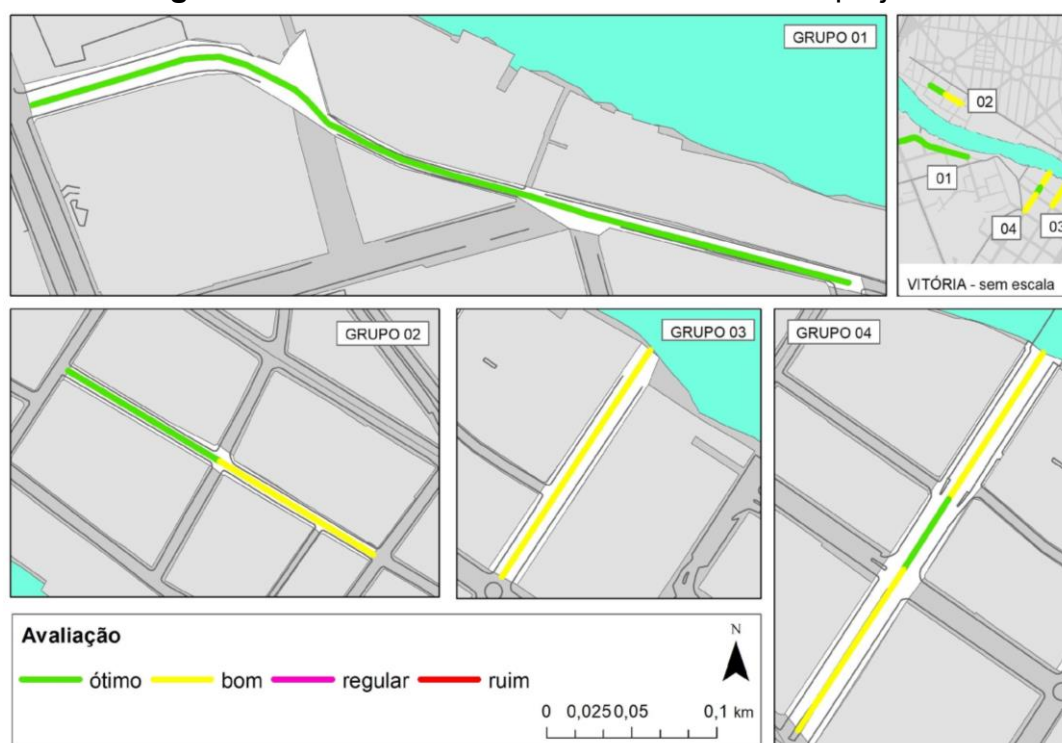 GRUPO 01
02
01
04
03
VITÓRIA - sem escala
GRUPO 02
GRUPO 03
GRUPO 04
Avaliação
ótimo bom regular ruim
N
0 0,025 0,05 0,1 km